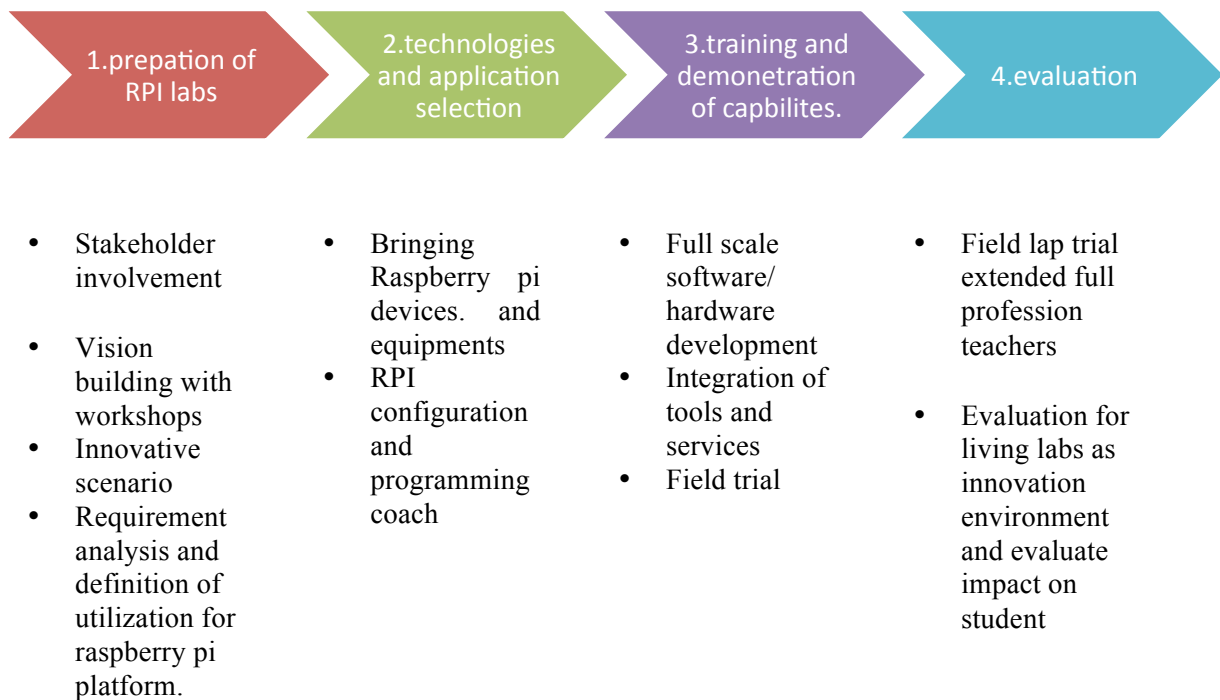 1.prepation of
RPI labs
2.technologies
and application
selection
3.training and
demonetration
of capbilites.
4.evaluation
• Stakeholder
involvement
• Vision
building with
workshops
• Innovative
scenario
• Requirement
analysis and
definition of
utilization for
raspberry pi
platform.
• Bringing
Raspberry pi
devices. and
equipments
• RPI
configuration
and
programming
coach
• Full scale
software/
hardware
development
• Integration of
tools and
services
• Field trial
• Field lap trial
extended full
profession
teachers
• Evaluation for
living labs as
innovation
environment
and evaluate
impact on
student